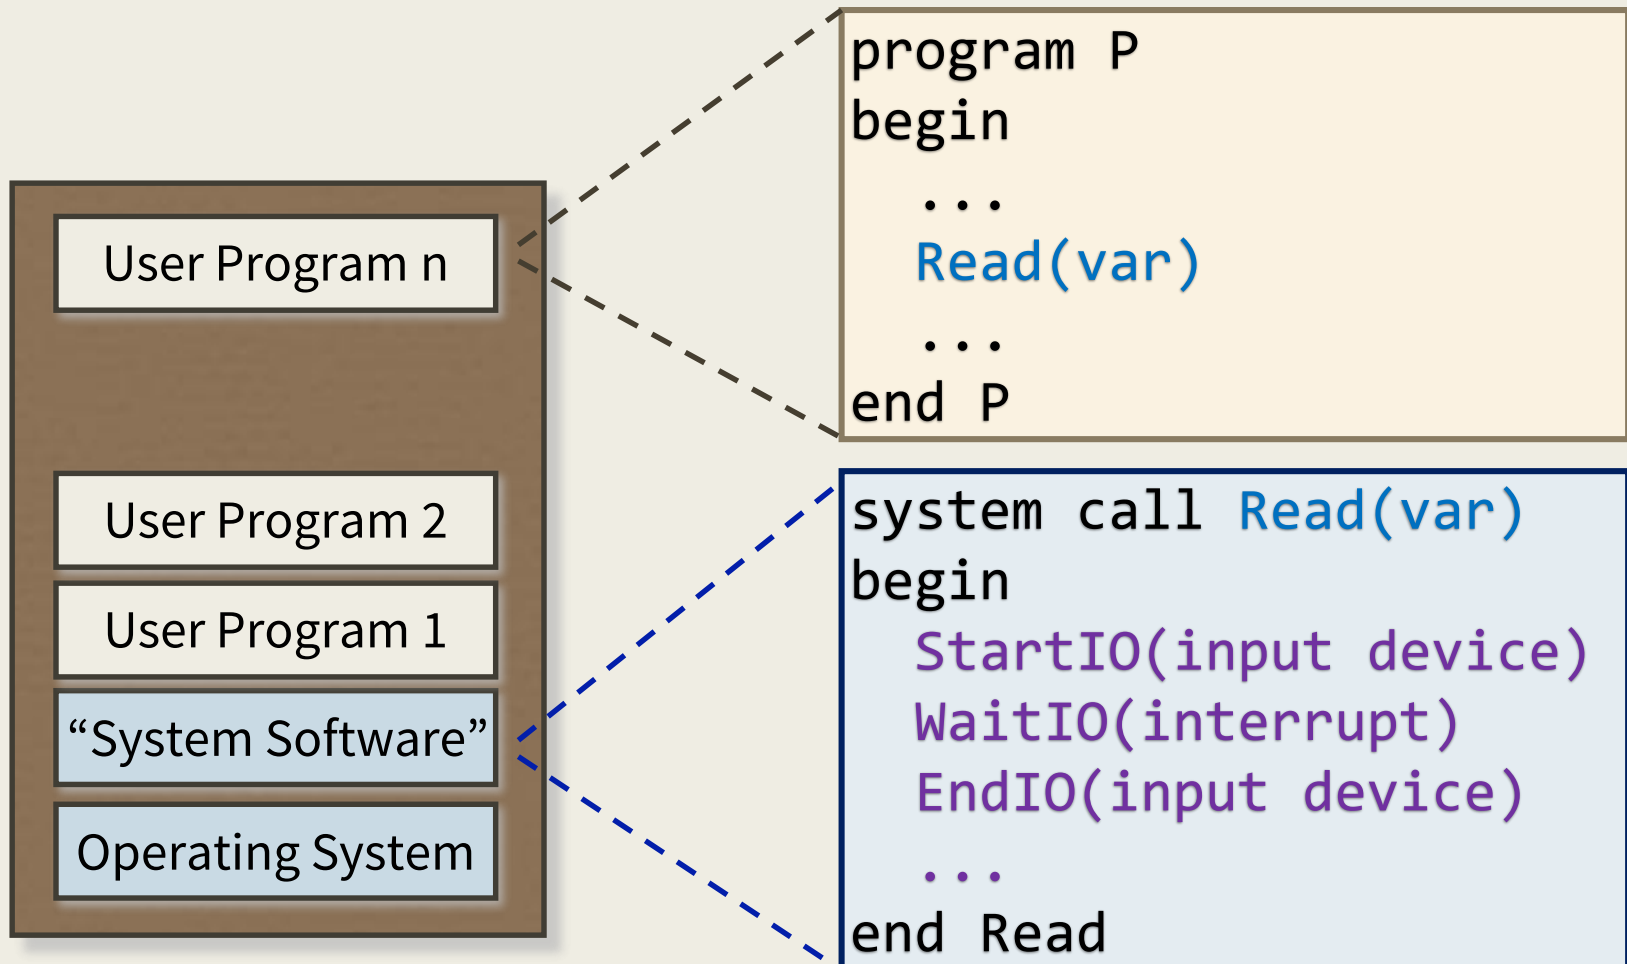 User Program n
User Program 2
User Program 1
“System Software”
Operating System
program P
begin
...
Read(var)
...
end P
system call Read(var)
begin
StartIO(input device)
WaitIO(interrupt)
EndIO(input device)
...
end Read